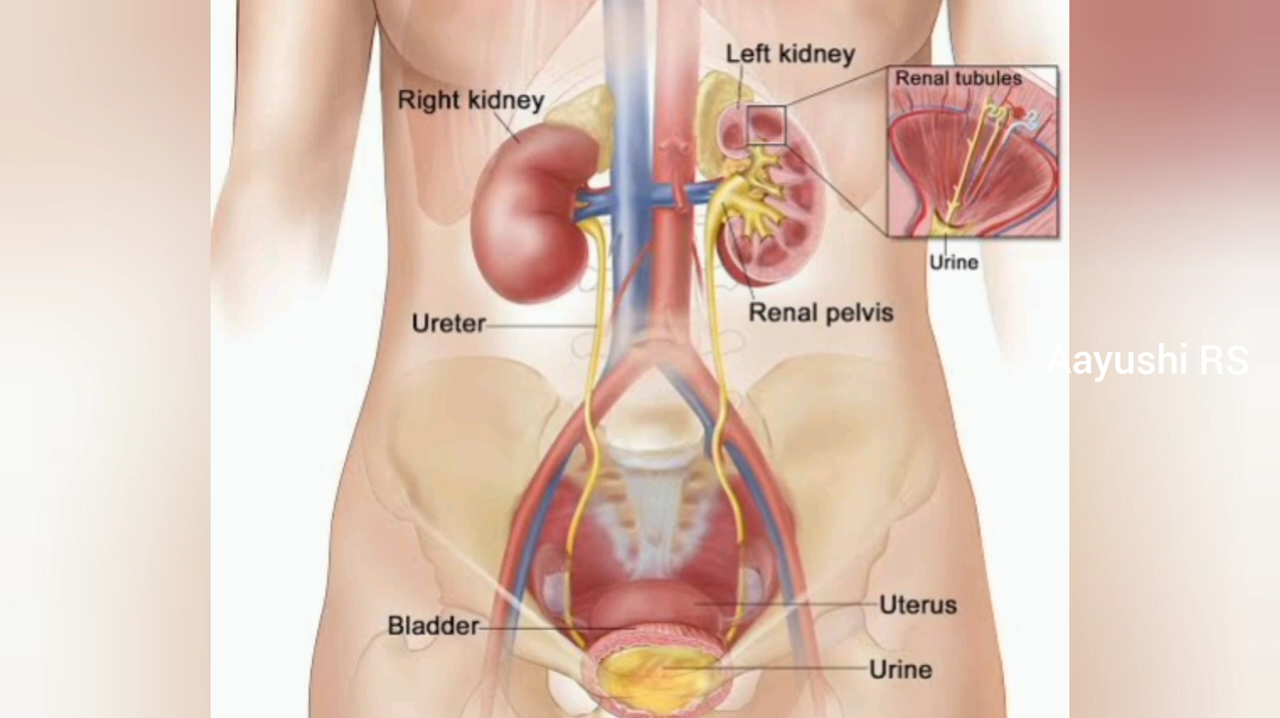 Left kidney
Renal tubules
Right kidney
Urine
Renal pelvis
Ureter
Aayushi RS
Uterus
Bladder
Urine